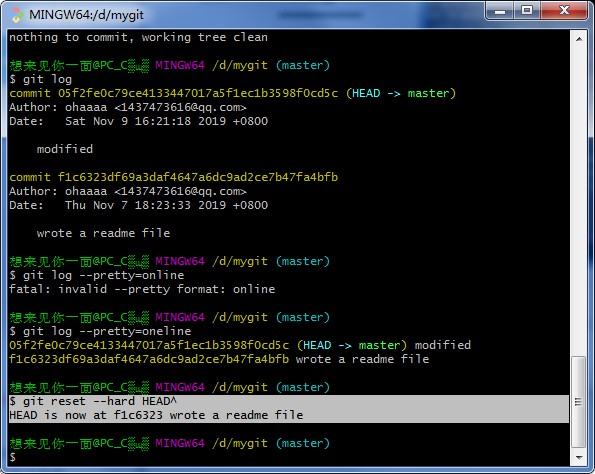 MINGW64:/d/mygit
nothing to commit, working tree clean
想来见你一面@PC_C MINGW64 /d/mygit (master)
$ git log
commit 05f2fe0c79ce4133447017a5f1ec1b3598f0cd5c (HEAD -> master)
Author: ohaaaa <1437473616@qq.com>
Date:   Sat Nov 9 16:21:18 2019 +0800
    modified
commit f1c6323df69a3daf4647a6dc9ad2ce7b47fa4bfb
Author: ohaaaa <1437473616@qq.com>
Date:   Thu Nov 7 18:23:33 2019 +0800
    wrote a readme file
想来见你一面@PC_C MINGW64 /d/mygit (master)
$ git log --pretty=online
fatal: invalid --pretty format: online
想来见你一面@PC_C MINGW64 /d/mygit (master)
$ git log --pretty=oneline
05f2fe0c79ce4133447017a5f1ec1b3598f0cd5c (HEAD -> master) modified
f1c6323df69a3daf4647a6dc9ad2ce7b47fa4bfb wrote a readme file
想来见你一面@PC_C MINGW64 /d/mygit (master)
$ git reset --hard HEAD^
HEAD is now at f1c6323 wrote a readme file
想来见你一面@PC_C MINGW64 /d/mygit (master)
$